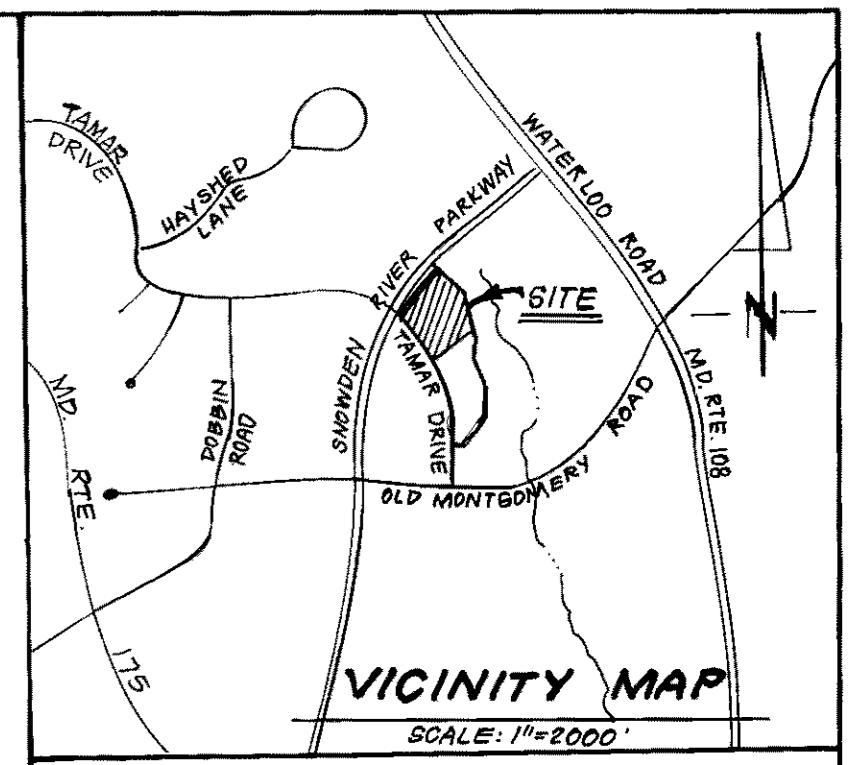 TAMAR
DRIVE
HAYSHED
LANE
SNOWDEN RIVER PARKWAY
WATERLOO ROAD
SITE
N
MD. RTE. 175
DOBBIN
ROAD
TAMAR DRIVE
MD. RTE. 108
OLD MONTGOMERY ROAD
VICINITY MAP
SCALE: 1"=2000'